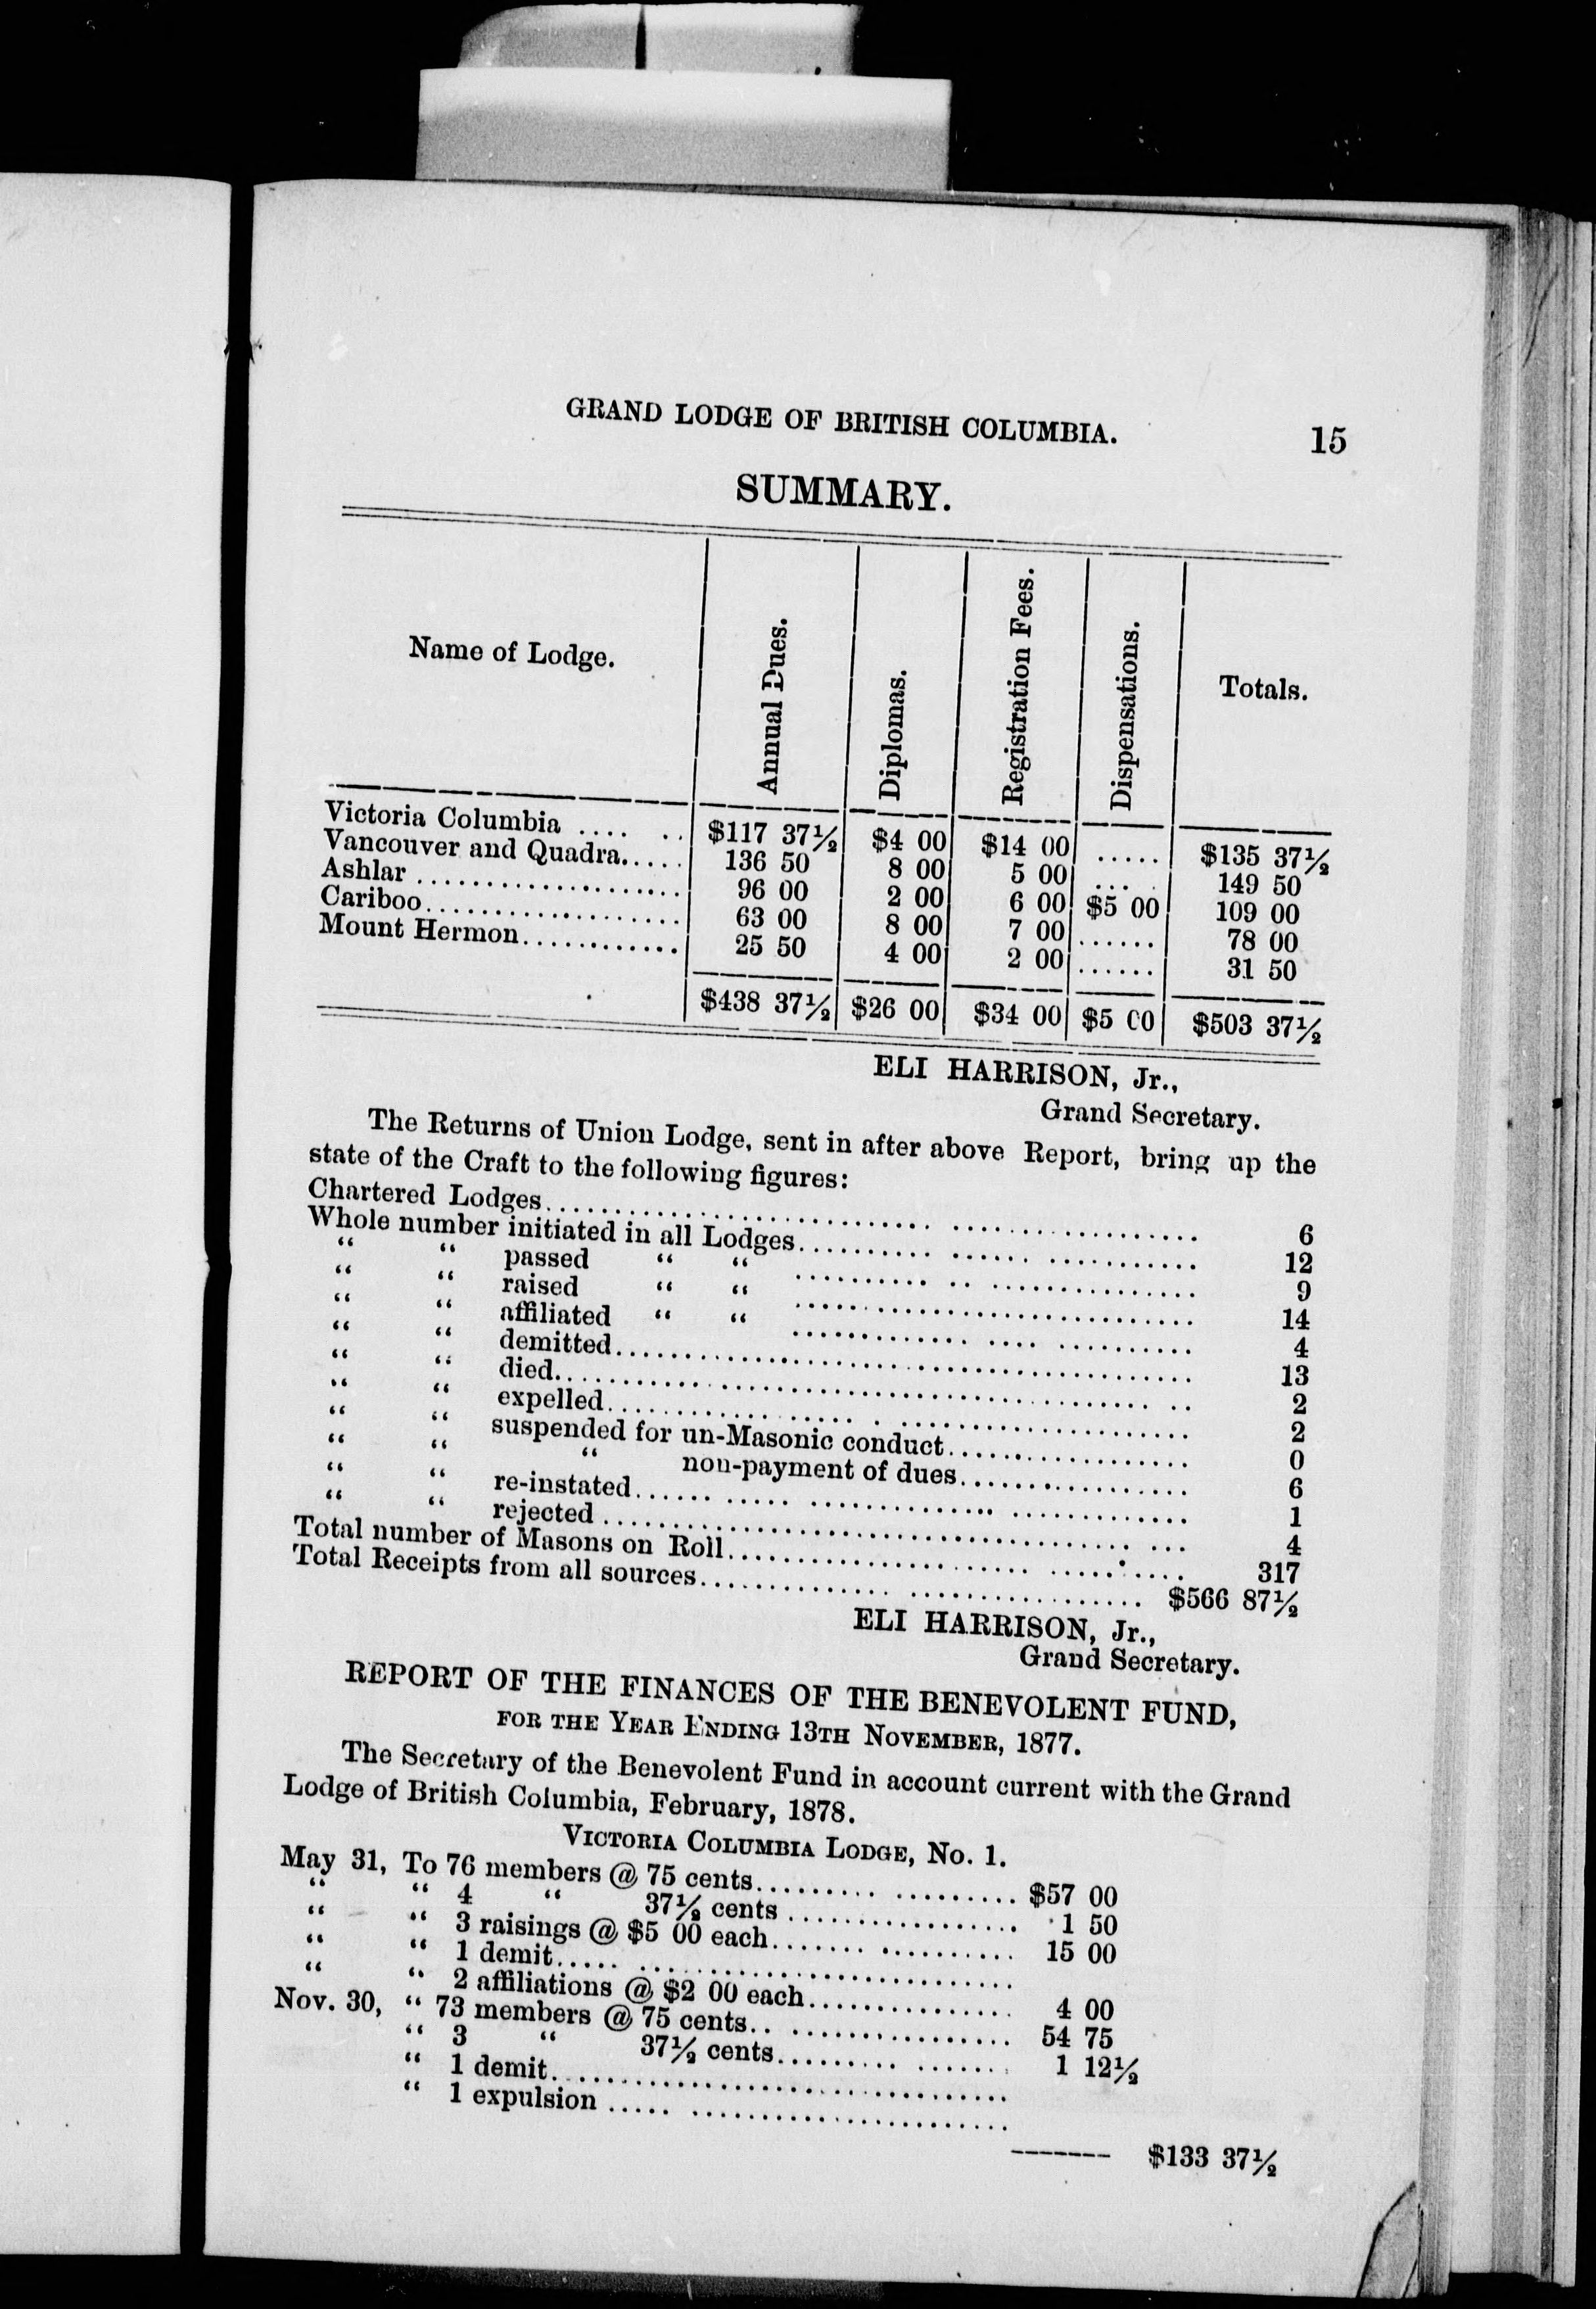 GRAND LODGE OF BRITISH COLUMBIA. 15
SUMMARY.
Name of Lodge. Annual Dues. Diplomas. Registration Fees. Dispensations. Totals.
Victoria Columbia .... .. $117 37½ $4 00 $14 00 ..... $135 37½
Vancouver and Quadra..... 136 50 8 00 5 00 ... . 149 50
Ashlar .................... 96 00 2 00 6 00 $5 00 109 00
Cariboo................... 63 00 8 00 7 00 ...... 78 00
Mount Hermon............ 25 50 4 00 2 00 ...... 31 50
$438 37½ $26 00 $34 00 $5 00 $503 37½
ELI HARRISON, Jr.,
Grand Secretary.
The Returns of Union Lodge, sent in after above Report, bring up the
state of the Craft to the following figures:
Chartered Lodges............................ .................... 6
Whole number initiated in all Lodges.......... ...... ........... 12
“ “ passed “ “ .......... .. ............... 9
“ “ raised “ “ ............................. 14
“ “ affiliated “ “ ............. .... .......... 4
“ “ demitted.......................................... 13
“ “ died.......... ............................... .. 2
“ “ expelled.................. . ..................... 2
“ “ suspended for un-Masonic conduct.................. 0
“ “ “ non-payment of dues................. 6
“ “ re-instated...... ..... .............. ............. 1
“ “ rejected ...................................... ... 4
Total number of Masons on Roll...................... ...... .... 317
Total Receipts from all sources.............. ................. $566 87½
ELI HARRISON, Jr.,
Grand Secretary.
REPORT OF THE FINANCES OF THE BENEVOLENT FUND,
FOR THE YEAR ENDING 13TH NOVEMBER, 1877.
The Secretary of the Benevolent Fund in account current with the Grand
Lodge of British Columbia, February, 1878.
VICTORIA COLUMBIA LODGE, No. 1.
May 31, To 76 members @ 75 cents......... ......... $57 00
“ “ 4 “ 37½ cents ................. 1 50
“ “ 3 raisings @ $5 00 each....... .......... 15 00
“ “ 1 demit..... ...........................
“ “ 2 affiliations @ $2 00 each............... 4 00
Nov. 30, “ 73 members @ 75 cents.. ................ 54 75
“ 3 “ 37½ cents......... ....... 1 12½
“ 1 demit.................................
“ 1 expulsion ..... .......................
------- $133 37½